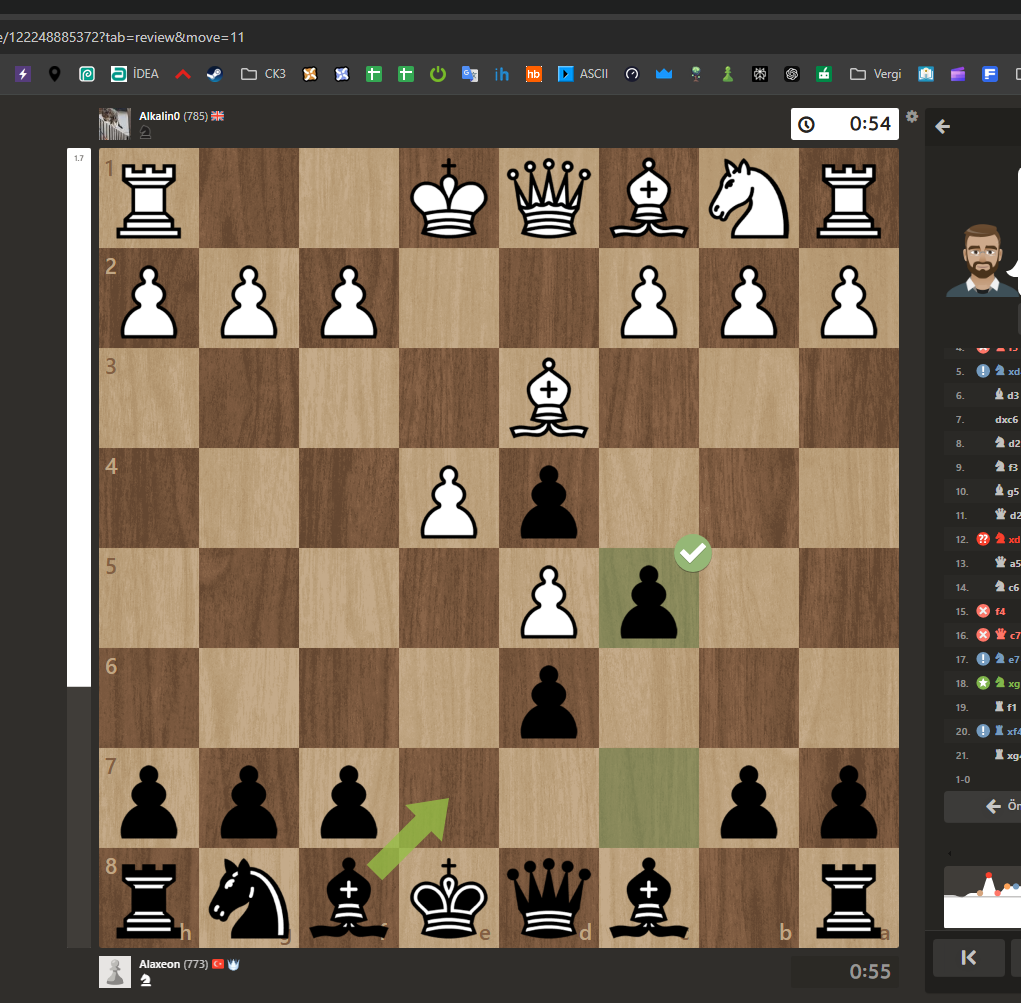 e/122248885372?tab=review&move=11
İDEA
CK3
ih
hb
ASCII
Vergi
Alkalin0 (785)
0:54
1.7
1
2
3
4
5
6
7
8
h
g
f
e
d
c
b
a
4. f3
5. ! xd
6. d3
7. dxc6
8. d2
9. f3
10. g5
11. d2
12. ?? xd
13. a5
14. c6
15. f4
16. c7
17. ! e7
18. xg
19. f1
20. ! xf4
21. xg4
1-0
Ön
Alaxeon (773)
0:55